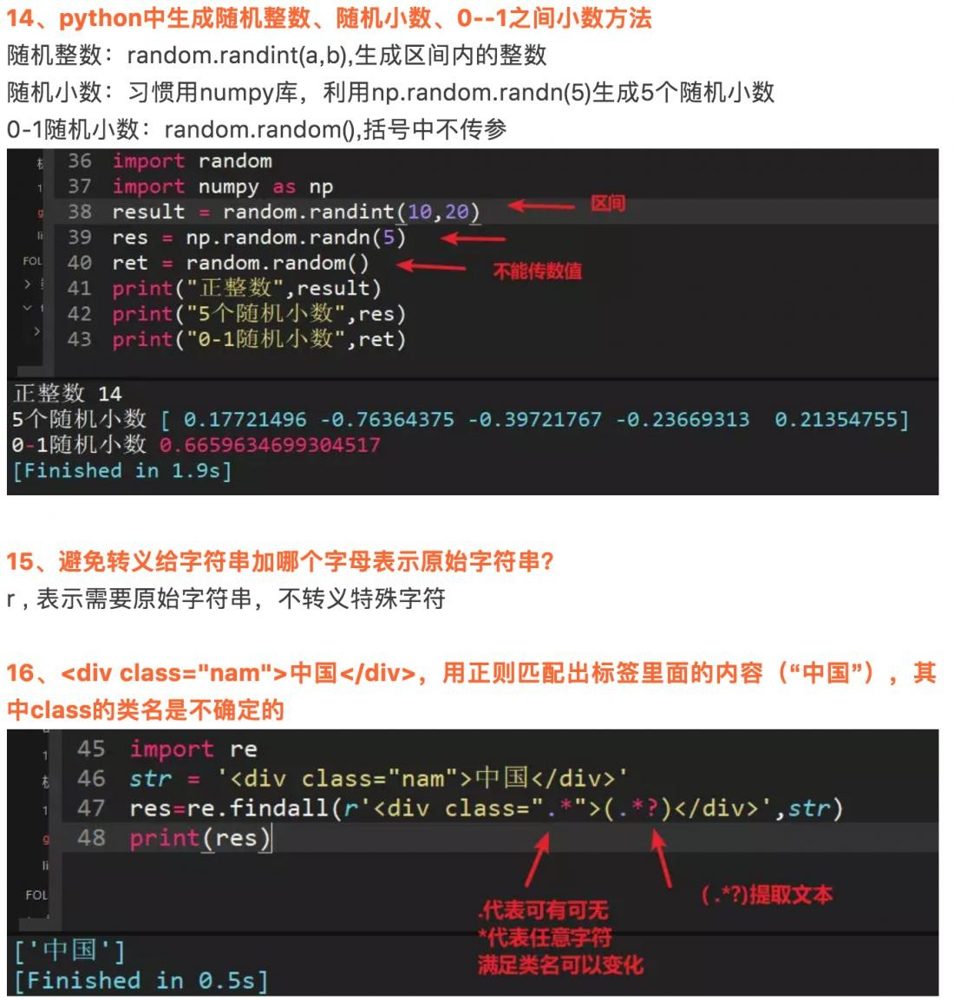 14、python中生成随机整数、随机小数、0--1之间小数方法
随机整数：random.randint(a,b),生成区间内的整数
随机小数：习惯用numpy库，利用np.random.randn(5)生成5个随机小数
0-1随机小数：random.random(),括号中不传参
36 import random
37 import numpy as np
38 result = random.randint(10,20)
区间
39 res = np.random.randn(5)
40 ret = random.random()
不能传数值
41 print("正整数",result)
42 print("5个随机小数",res)
43 print("0-1随机小数",ret)
FOL
正整数 14
5个随机小数 [ 0.17721496 -0.76364375 -0.39721767 -0.23669313  0.21354755]
0-1随机小数 0.6659634699304517
[Finished in 1.9s]
15、避免转义给字符串加哪个字母表示原始字符串?
r , 表示需要原始字符串，不转义特殊字符
16、<div class="nam">中国</div>，用正则匹配出标签里面的内容（“中国”），其
中class的类名是不确定的
45 import re
46 str = '<div class="nam">中国</div>'
47 res=re.findall(r'<div class=".*">(.*?)</div>',str)
48 print(res)
FOL
(.*?)提取文本
.代表可有可无
*代表任意字符
满足类名可以变化
['中国']
[Finished in 0.5s]